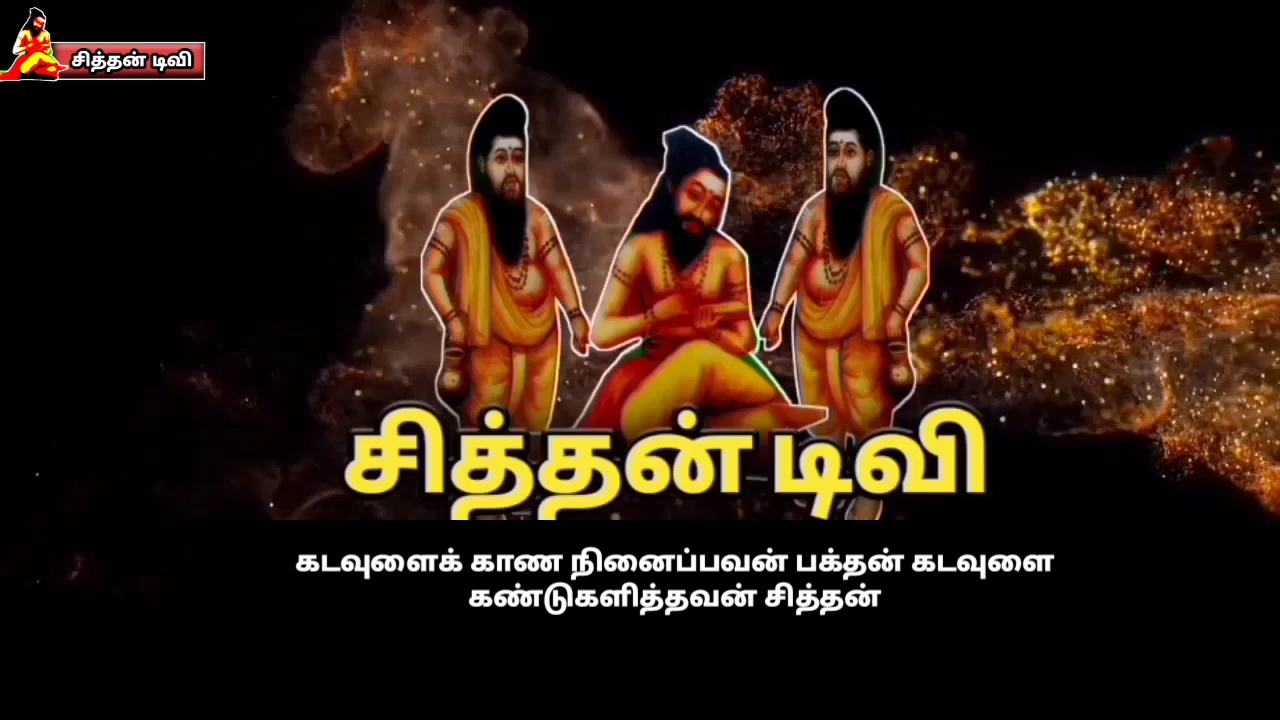 சித்தன் டிவி
சித்தன் டிவி
கடவுளைக் காண நினைப்பவன் பக்தன் கடவுளை
கண்டுகளித்தவன் சித்தன்